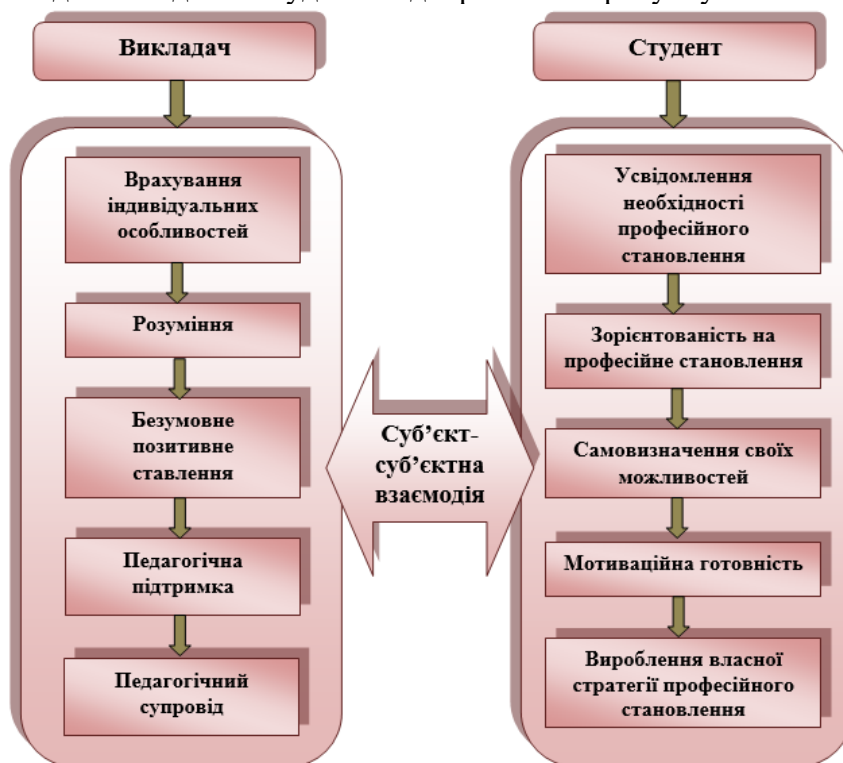 Викладач
Врахування
індивідуальних
особливостей
Розуміння
Безумовне
позитивне
ставлення
Педагогічна
підтримка
Педагогічний
супровід
Суб’єкт-
суб’єктна
взаємодія
Студент
Усвідомлення
необхідності
професійного
становлення
Зорієнтованість на
професійне становлення
Самовизначення своїх
можливостей
Мотиваційна готовність
Вироблення власної
стратегії професійного
становлення